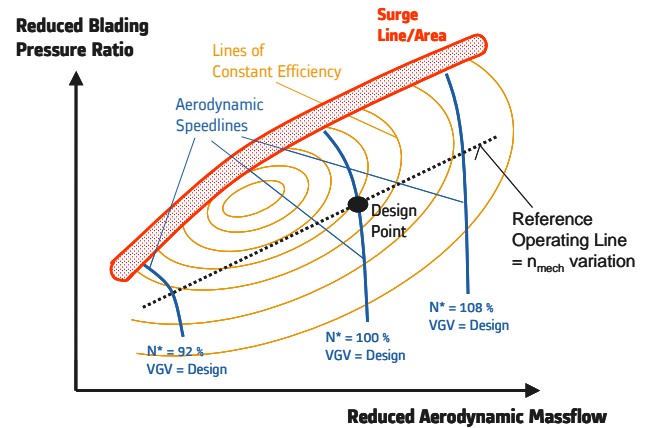 Reduced Blading
Pressure Ratio
Surge
Line/Area
Lines of
Constant Efficiency
Aerodynamic
Speedlines
Design
Point
Reference
Operating Line
= nmech variation
N* = 108 %
VGV = Design
N* = 100 %
VGV = Design
N* = 92 %
VGV = Design
Reduced Aerodynamic Massflow